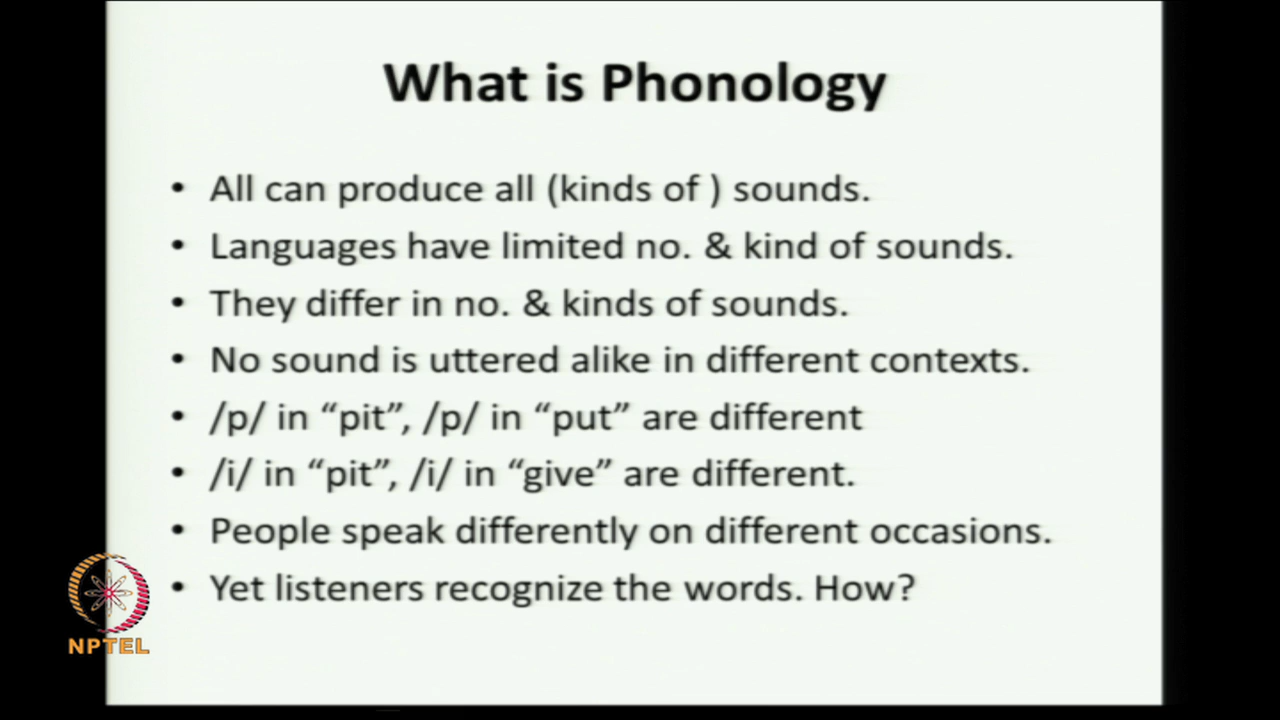 What is Phonology
• All can produce all (kinds of ) sounds.
• Languages have limited no. & kind of sounds.
• They differ in no. & kinds of sounds.
• No sound is uttered alike in different contexts.
• /p/ in “pit”, /p/ in “put” are different
• /i/ in “pit”, /i/ in “give” are different.
• People speak differently on different occasions.
• Yet listeners recognize the words. How?
NPTEL